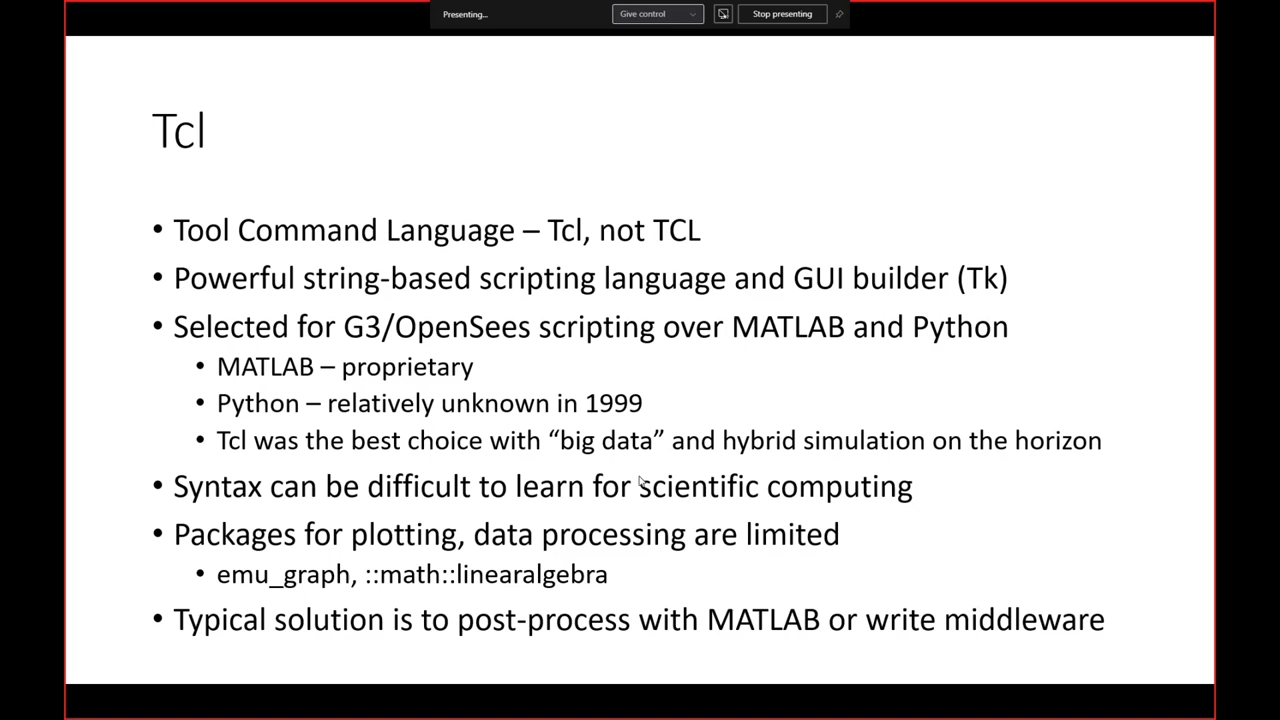 Presenting...
Give control
Stop presenting
Tcl
• Tool Command Language – Tcl, not TCL
• Powerful string-based scripting language and GUI builder (Tk)
• Selected for G3/OpenSees scripting over MATLAB and Python
• MATLAB – proprietary
• Python – relatively unknown in 1999
• Tcl was the best choice with “big data” and hybrid simulation on the horizon
• Syntax can be difficult to learn for scientific computing
• Packages for plotting, data processing are limited
• emu_graph, ::math::linearalgebra
• Typical solution is to post-process with MATLAB or write middleware